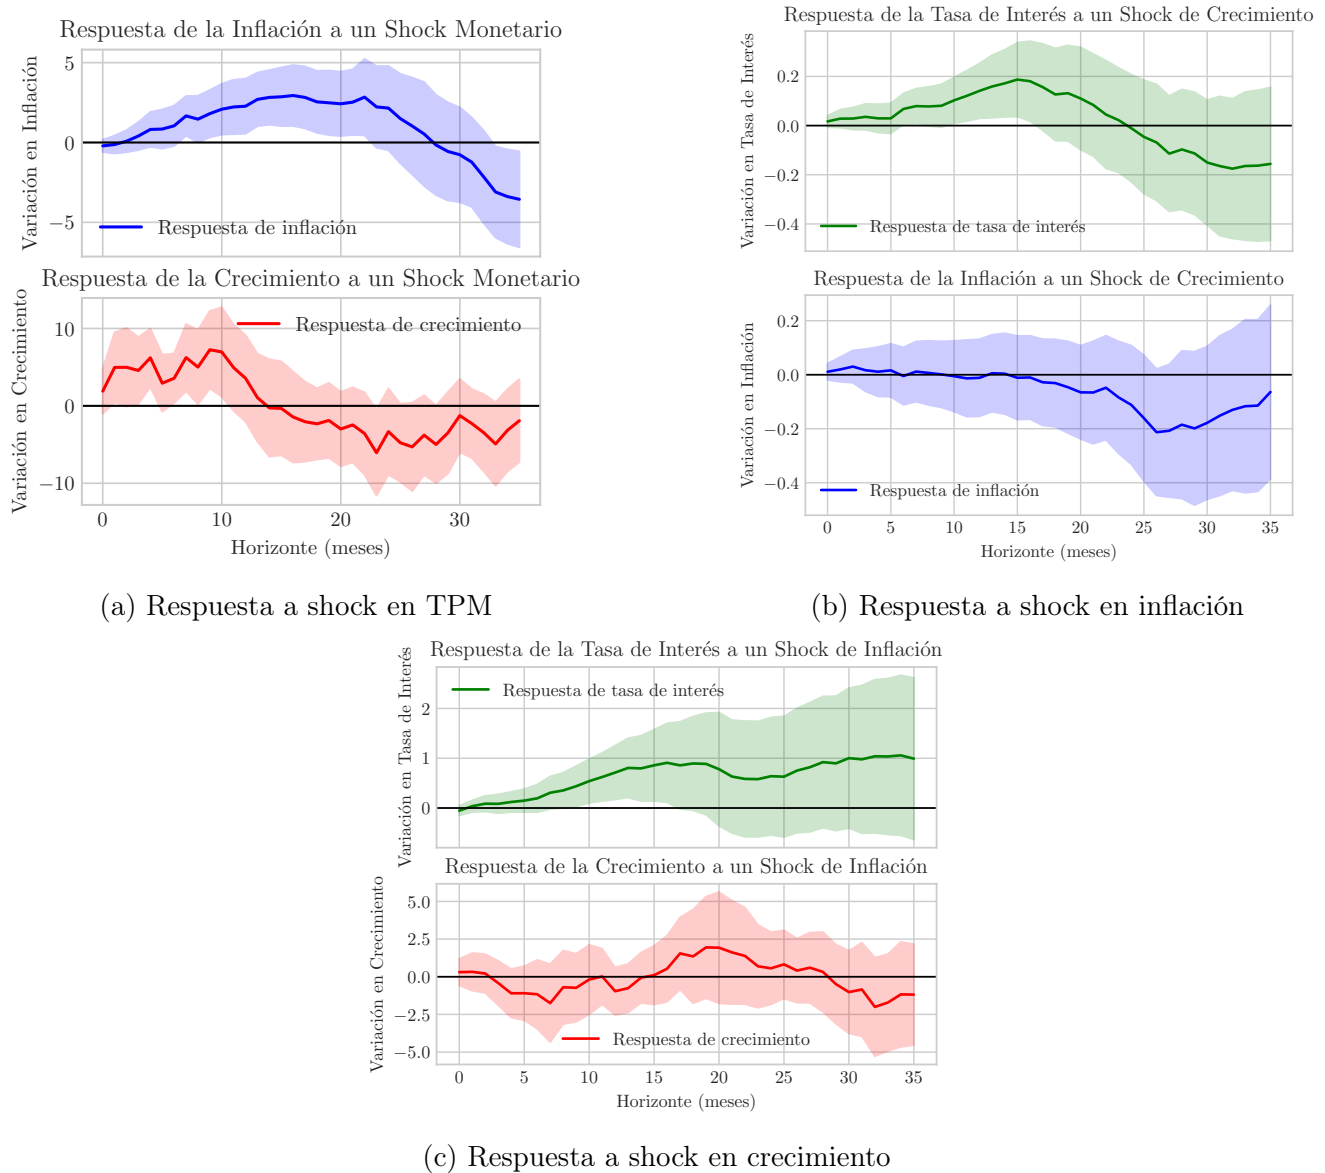 Respuesta de la Inflación a un Shock Monetario
Variación en Inflación
5
0
−5
Respuesta de inflación
Respuesta de la Crecimiento a un Shock Monetario
Variación en Crecimiento
10
0
−10
Respuesta de crecimiento
0 10 20 30
Horizonte (meses)
(a) Respuesta a shock en TPM
Respuesta de la Tasa de Interés a un Shock de Crecimiento
Variación en Tasa de Interés
0.2
0.0
−0.2
−0.4
Respuesta de tasa de interés
Respuesta de la Inflación a un Shock de Crecimiento
Variación en Inflación
0.2
0.0
−0.2
−0.4
Respuesta de inflación
0 5 10 15 20 25 30 35
Horizonte (meses)
(b) Respuesta a shock en inflación
Respuesta de la Tasa de Interés a un Shock de Inflación
Variación en Tasa de Interés
2
1
0
Respuesta de tasa de interés
Respuesta de la Crecimiento a un Shock de Inflación
Variación en Crecimiento
5.0
2.5
0.0
−2.5
−5.0
Respuesta de crecimiento
0 5 10 15 20 25 30 35
Horizonte (meses)
(c) Respuesta a shock en crecimiento